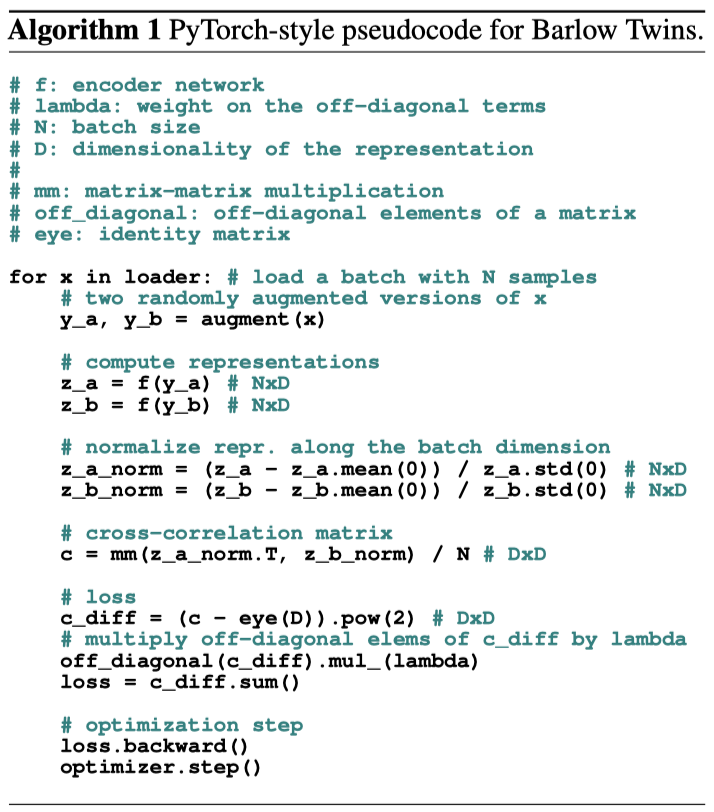 Algorithm 1 PyTorch-style pseudocode for Barlow Twins.
# f: encoder network
# lambda: weight on the off-diagonal terms
# N: batch size
# D: dimensionality of the representation
#
# mm: matrix-matrix multiplication
# off_diagonal: off-diagonal elements of a matrix
# eye: identity matrix
for x in loader: # load a batch with N samples
# two randomly augmented versions of x
y_a, y_b = augment(x)
# compute representations
z_a = f(y_a) # NxD
z_b = f(y_b) # NxD
# normalize repr. along the batch dimension
z_a_norm = (z_a - z_a.mean(0)) / z_a.std(0) # NxD
z_b_norm = (z_b - z_b.mean(0)) / z_b.std(0) # NxD
# cross-correlation matrix
c = mm(z_a_norm.T, z_b_norm) / N # DxD
# loss
c_diff = (c - eye(D)).pow(2) # DxD
# multiply off-diagonal elems of c_diff by lambda
off_diagonal(c_diff).mul_(lambda)
loss = c_diff.sum()
# optimization step
loss.backward()
optimizer.step()